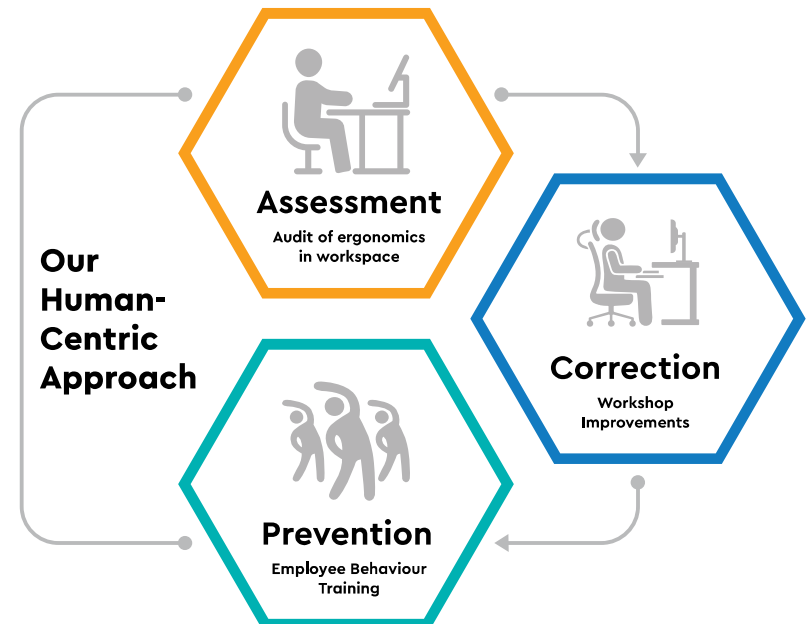 Our
Human-
Centric
Approach
Assessment
Audit of ergonomics
in workspace
Correction
Workshop
Improvements
Prevention
Employee Behaviour
Training